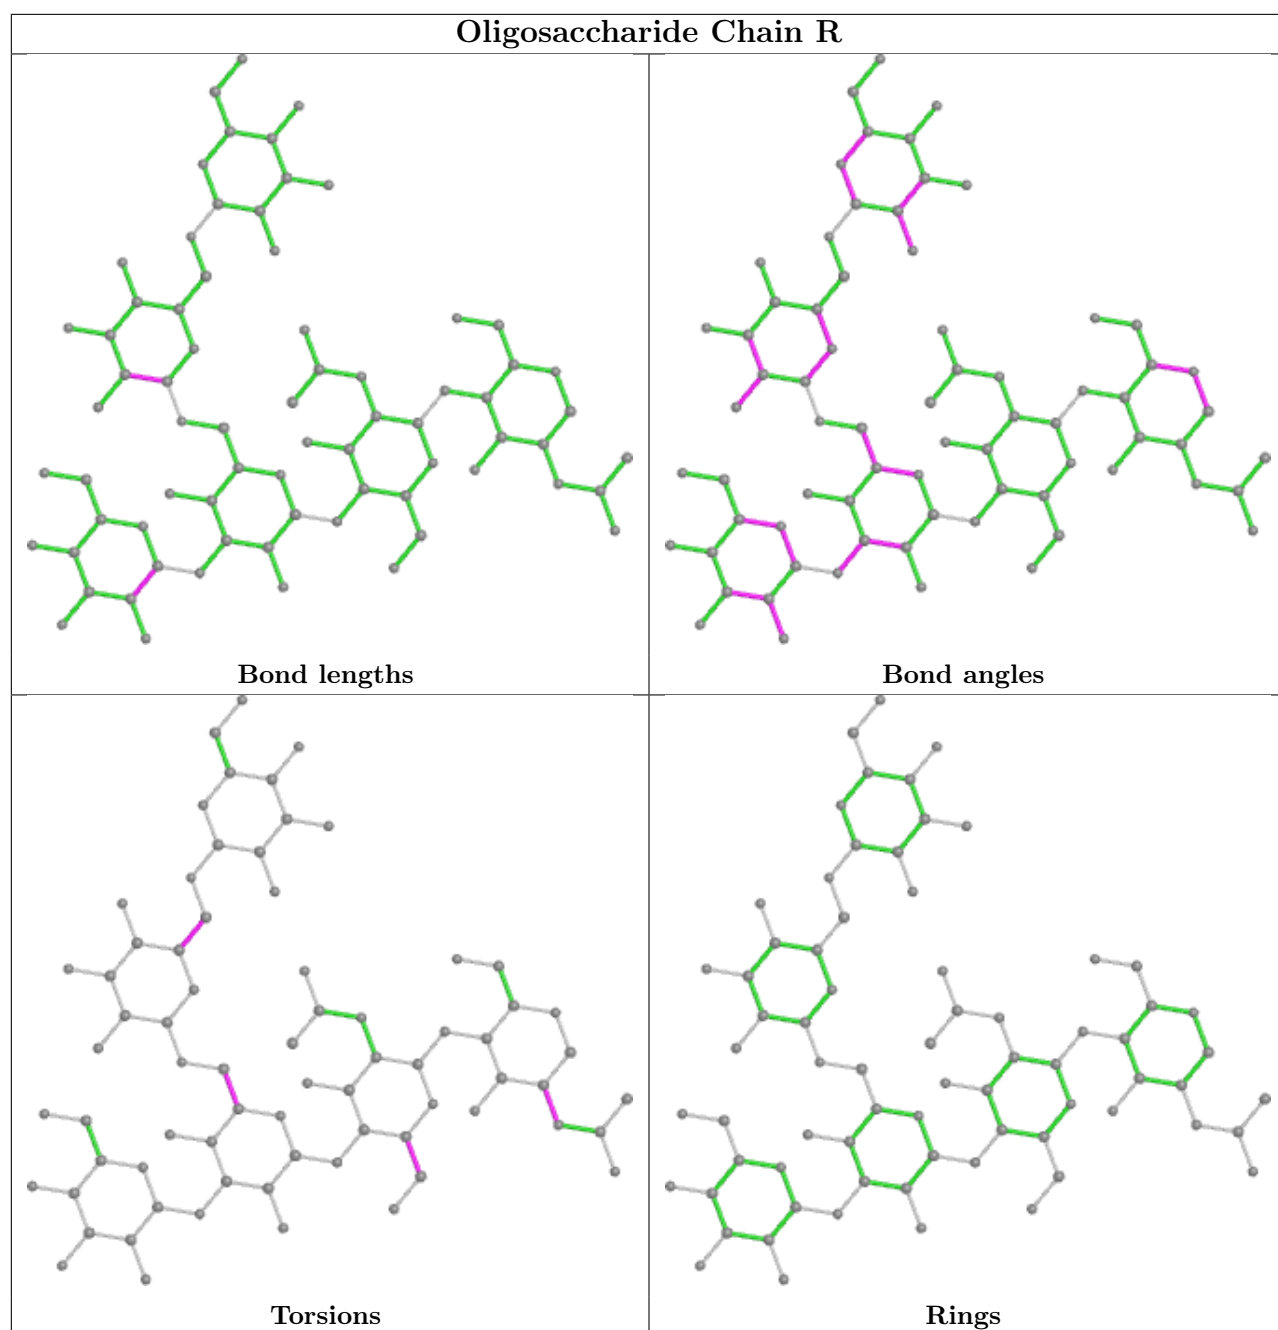 Oligosaccharide Chain R
Bond lengths
Bond angles
Torsions
Rings